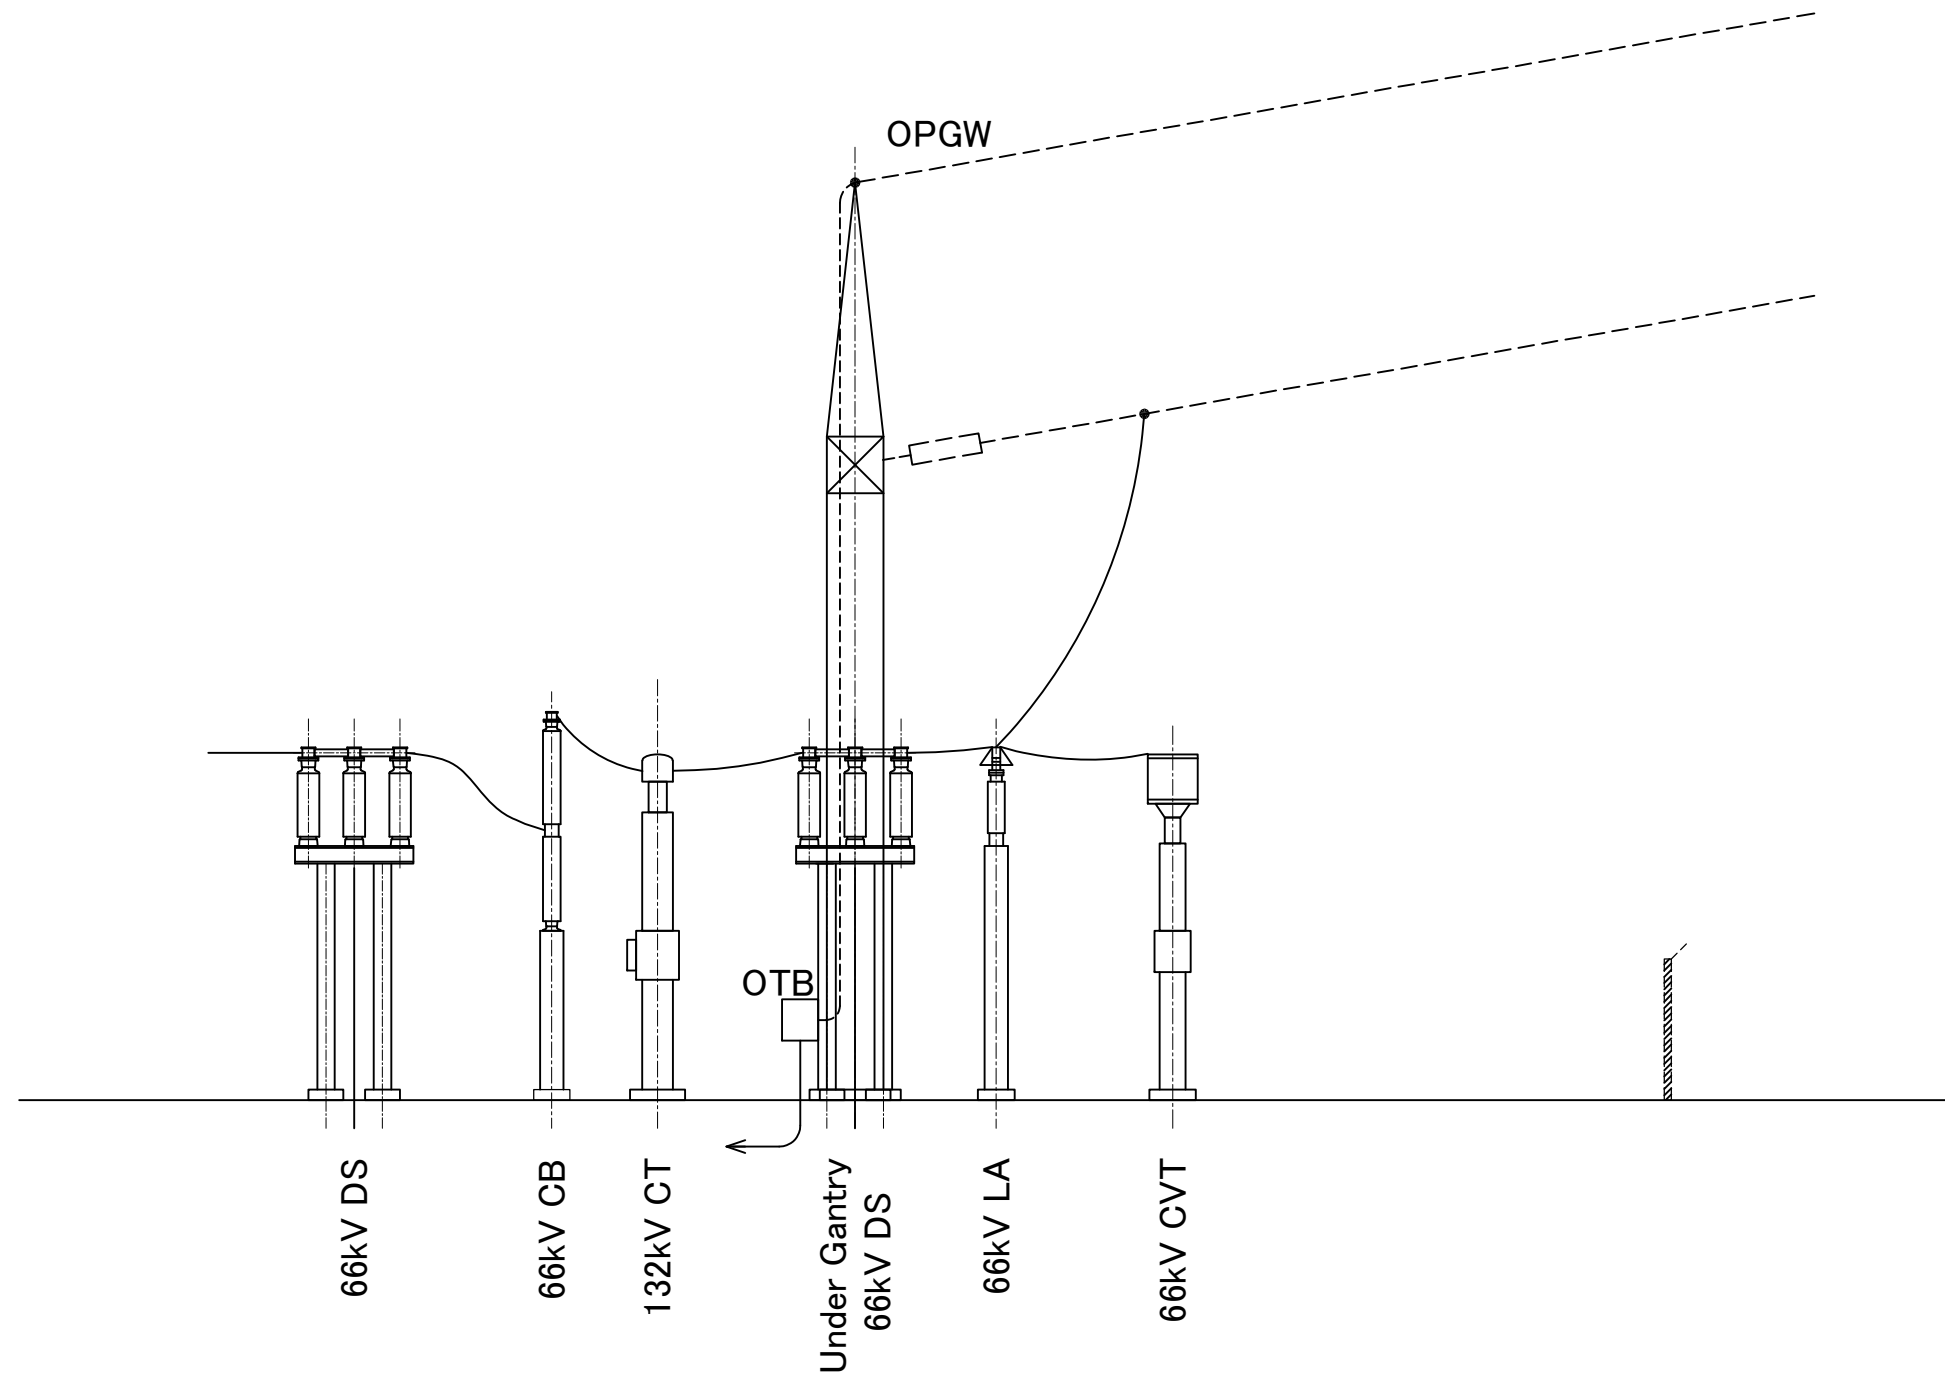 OPGW
OTB
66kV DS
66kV CB
132kV CT
Under Gantry
66kV DS
66kV LA
66kV CVT